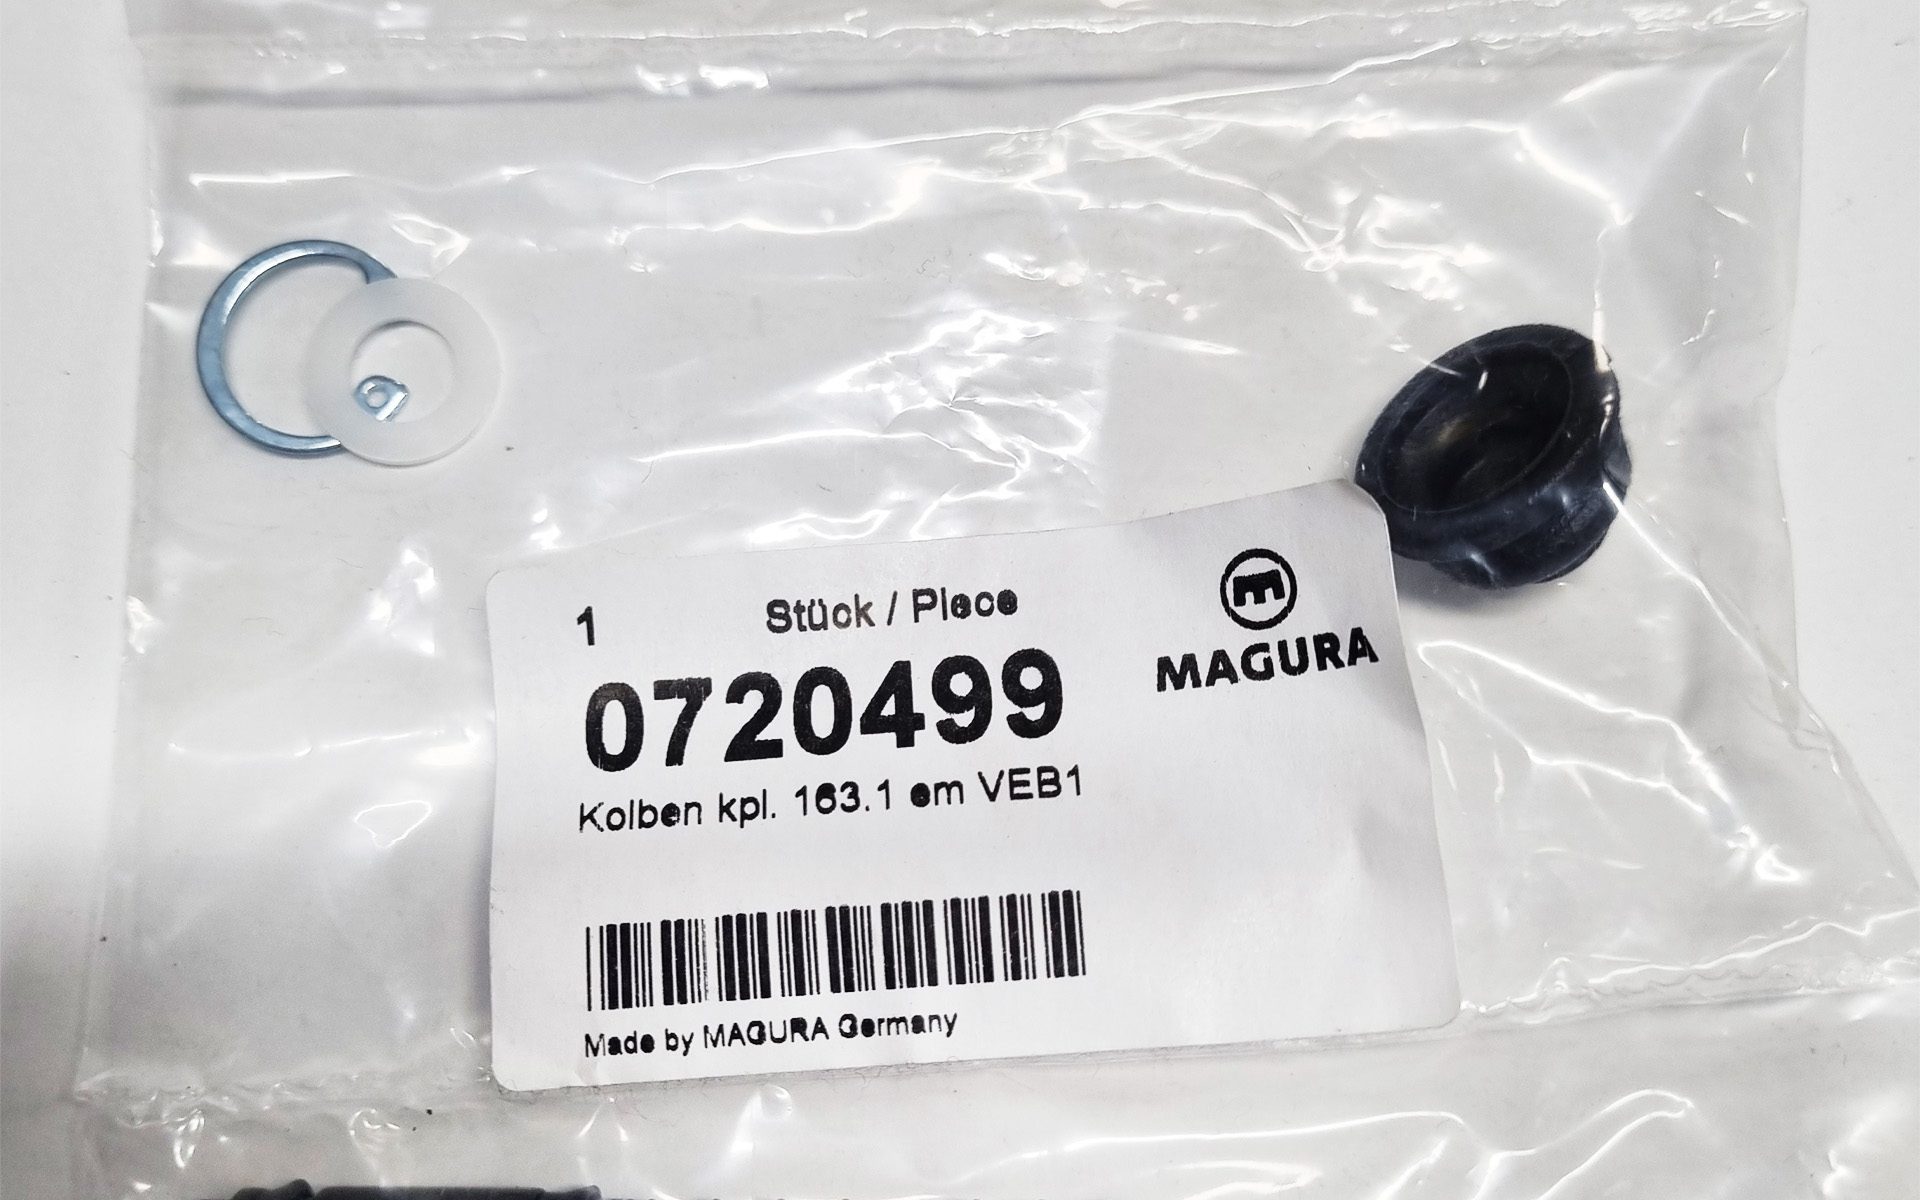 1 Stück / Piece
MAGURA
0720499
Kolben kpl. 163.1 em VEB1
Made by MAGURA Germany